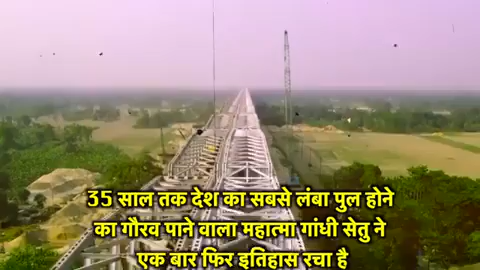 35 साल तक देश का सबसे लंबा पुल होने
का गौरव पाने वाला महात्मा गांधी सेतु ने
एक बार फिर इतिहास रचा है